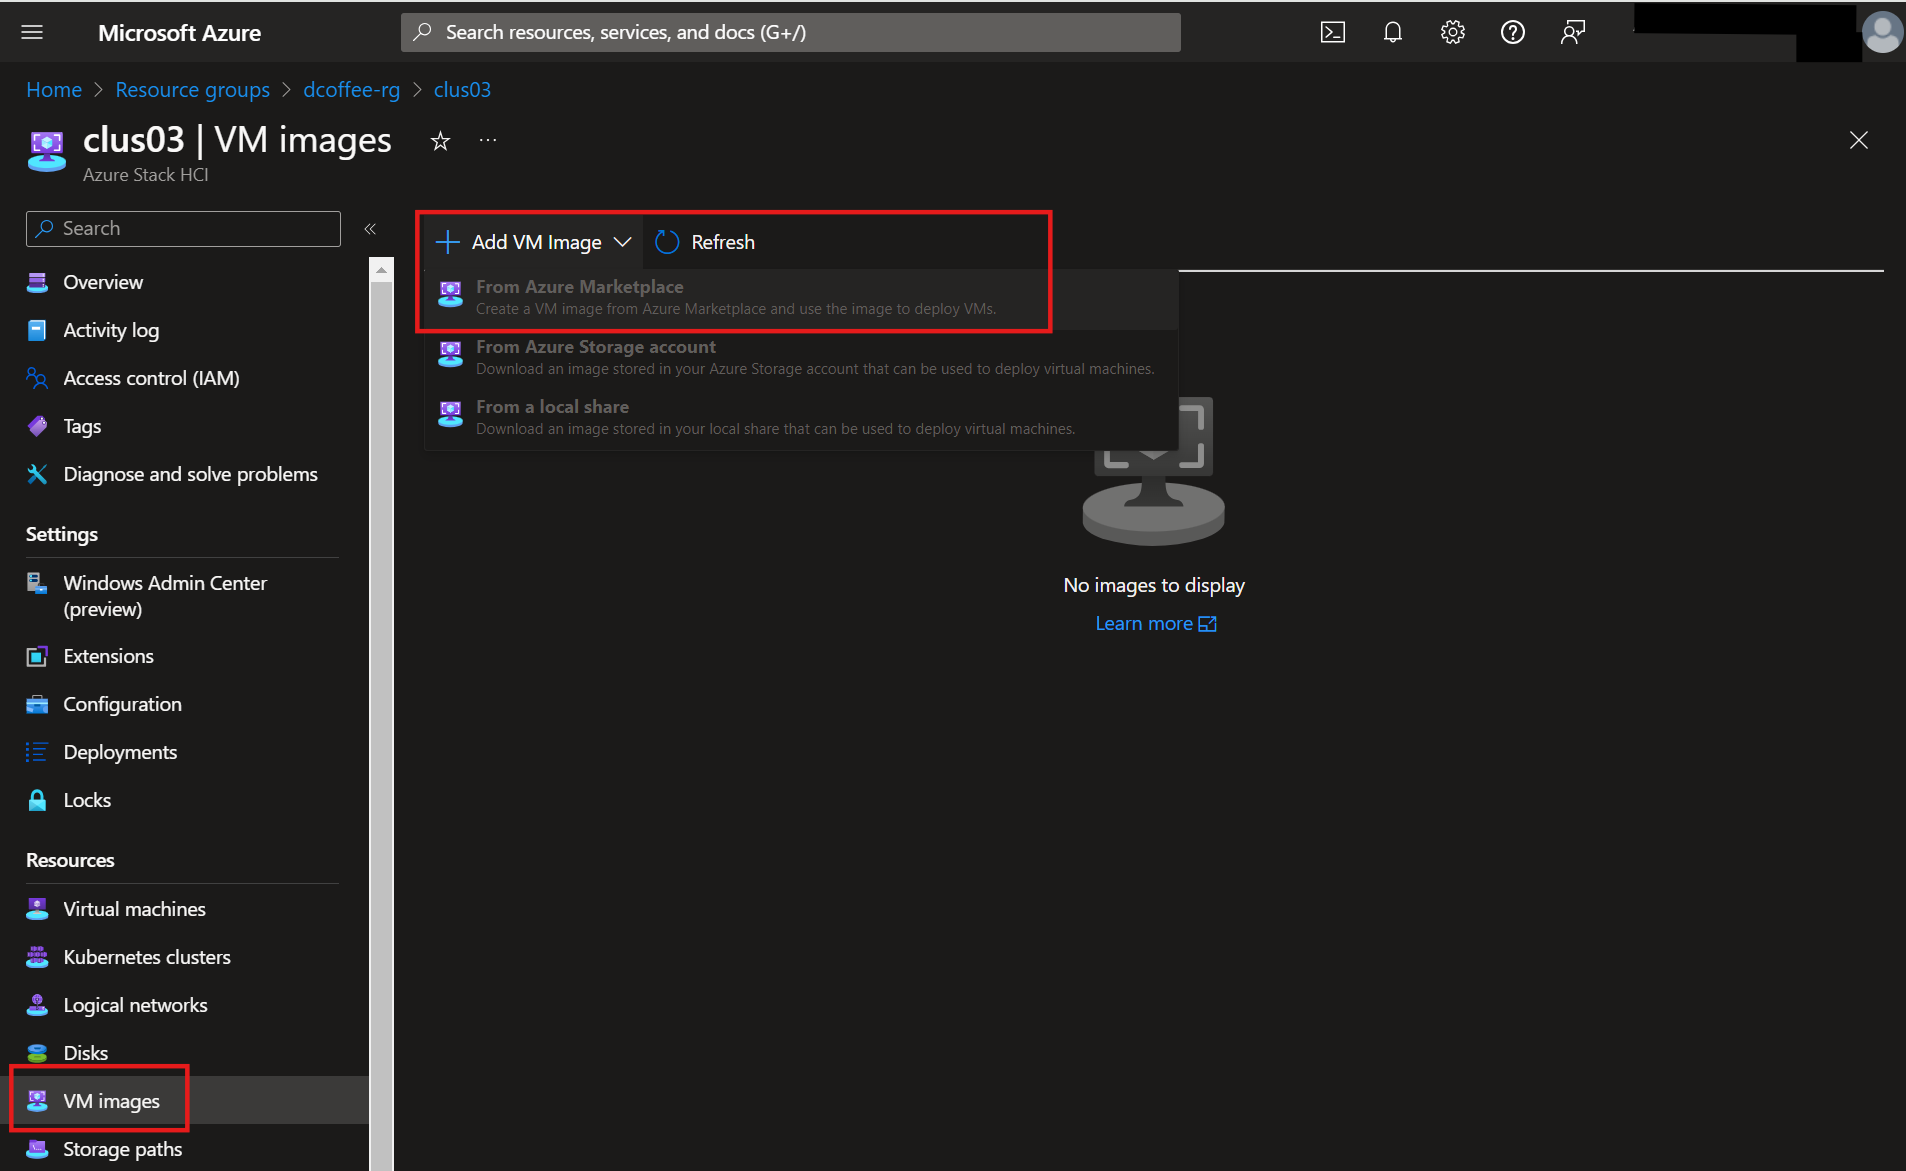 Microsoft Azure
Search resources, services, and docs (G+/)
Home > Resource groups > dcoffee-rg > clus03
clus03 | VM images
Azure Stack HCI
Search
Overview
Activity log
Access control (IAM)
Tags
Diagnose and solve problems
Settings
Windows Admin Center
(preview)
Extensions
Configuration
Deployments
Locks
Resources
Virtual machines
Kubernetes clusters
Logical networks
Disks
VM images
Storage paths
Add VM Image
Refresh
From Azure Marketplace
Create a VM image from Azure Marketplace and use the image to deploy VMs.
From Azure Storage account
Download an image stored in your Azure Storage account that can be used to deploy virtual machines.
From a local share
Download an image stored in your local share that can be used to deploy virtual machines.
No images to display
Learn more